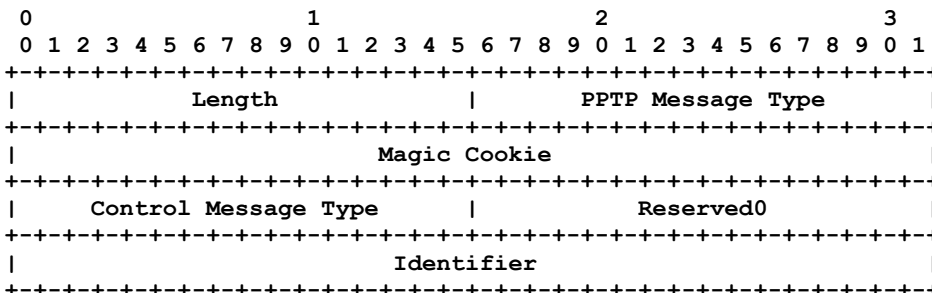 0                   1                   2                   3
 0 1 2 3 4 5 6 7 8 9 0 1 2 3 4 5 6 7 8 9 0 1 2 3 4 5 6 7 8 9 0 1
+-+-+-+-+-+-+-+-+-+-+-+-+-+-+-+-+-+-+-+-+-+-+-+-+-+-+-+-+-+-+-+-+
|            Length             |       PPTP Message Type       |
+-+-+-+-+-+-+-+-+-+-+-+-+-+-+-+-+-+-+-+-+-+-+-+-+-+-+-+-+-+-+-+-+
|                         Magic Cookie                          |
+-+-+-+-+-+-+-+-+-+-+-+-+-+-+-+-+-+-+-+-+-+-+-+-+-+-+-+-+-+-+-+-+
|     Control Message Type      |           Reserved0           |
+-+-+-+-+-+-+-+-+-+-+-+-+-+-+-+-+-+-+-+-+-+-+-+-+-+-+-+-+-+-+-+-+
|                          Identifier                           |
+-+-+-+-+-+-+-+-+-+-+-+-+-+-+-+-+-+-+-+-+-+-+-+-+-+-+-+-+-+-+-+-+